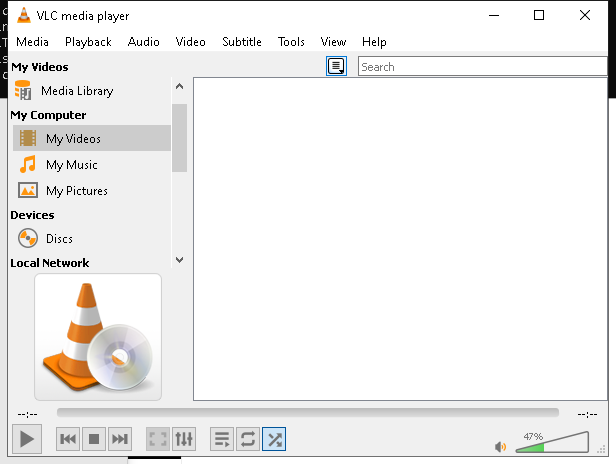 VLC media player
Media Playback Audio Video Subtitle Tools View Help
My Videos
Search
Media Library
My Computer
My Videos
My Music
My Pictures
Devices
Discs
Local Network
--:--
--:--
47%